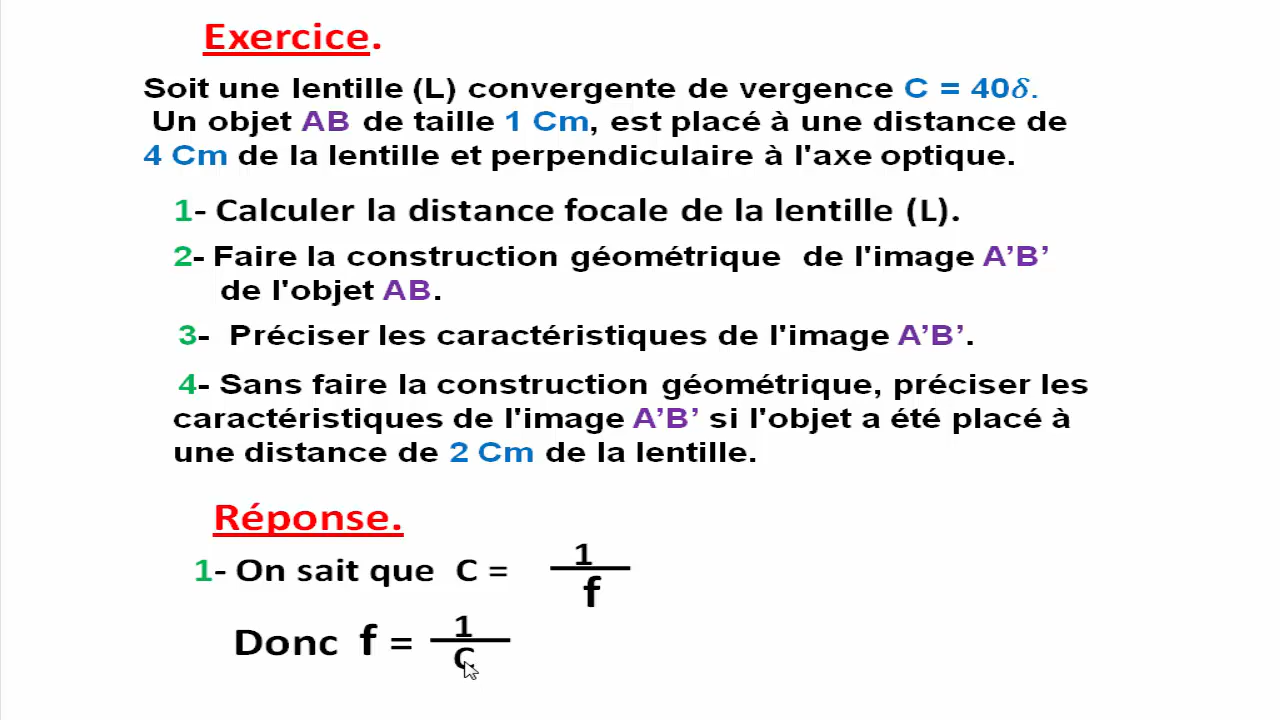 Exercice.
Soit une lentille (L) convergente de vergence C = 40δ.
Un objet AB de taille 1 Cm, est placé à une distance de
4 Cm de la lentille et perpendiculaire à l'axe optique.
1- Calculer la distance focale de la lentille (L).
2- Faire la construction géométrique de l'image A’B’
de l'objet AB.
3- Préciser les caractéristiques de l'image A’B’.
4- Sans faire la construction géométrique, préciser les
caractéristiques de l'image A’B’ si l'objet a été placé à
une distance de 2 Cm de la lentille.
Réponse.
1- On sait que C = 1
f
Donc f = 1
C